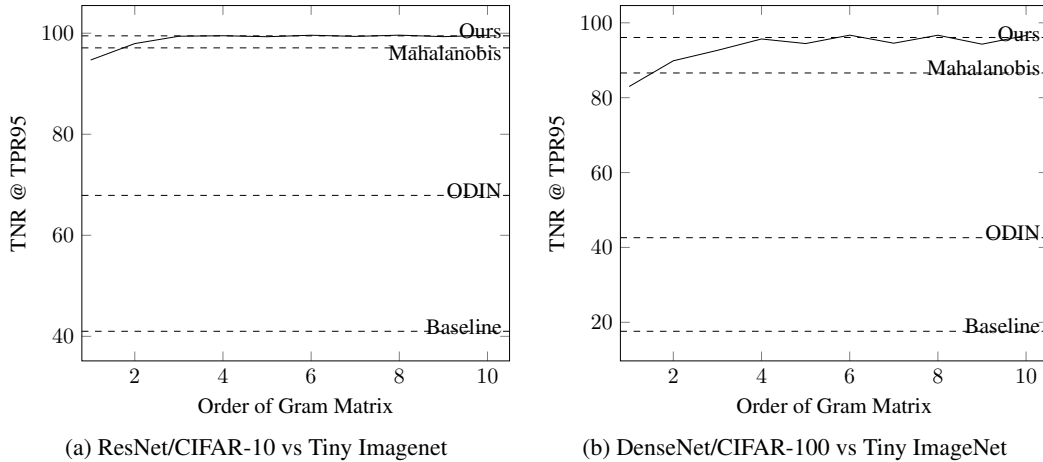 100
80
60
40
TNR @ TPR95
Ours
Mahalanobis
ODIN
Baseline
2
4
6
8
10
Order of Gram Matrix
(a) ResNet/CIFAR-10 vs Tiny Imagenet
100
80
60
40
20
TNR @ TPR95
Ours
Mahalanobis
ODIN
Baseline
2
4
6
8
10
Order of Gram Matrix
(b) DenseNet/CIFAR-100 vs Tiny ImageNet